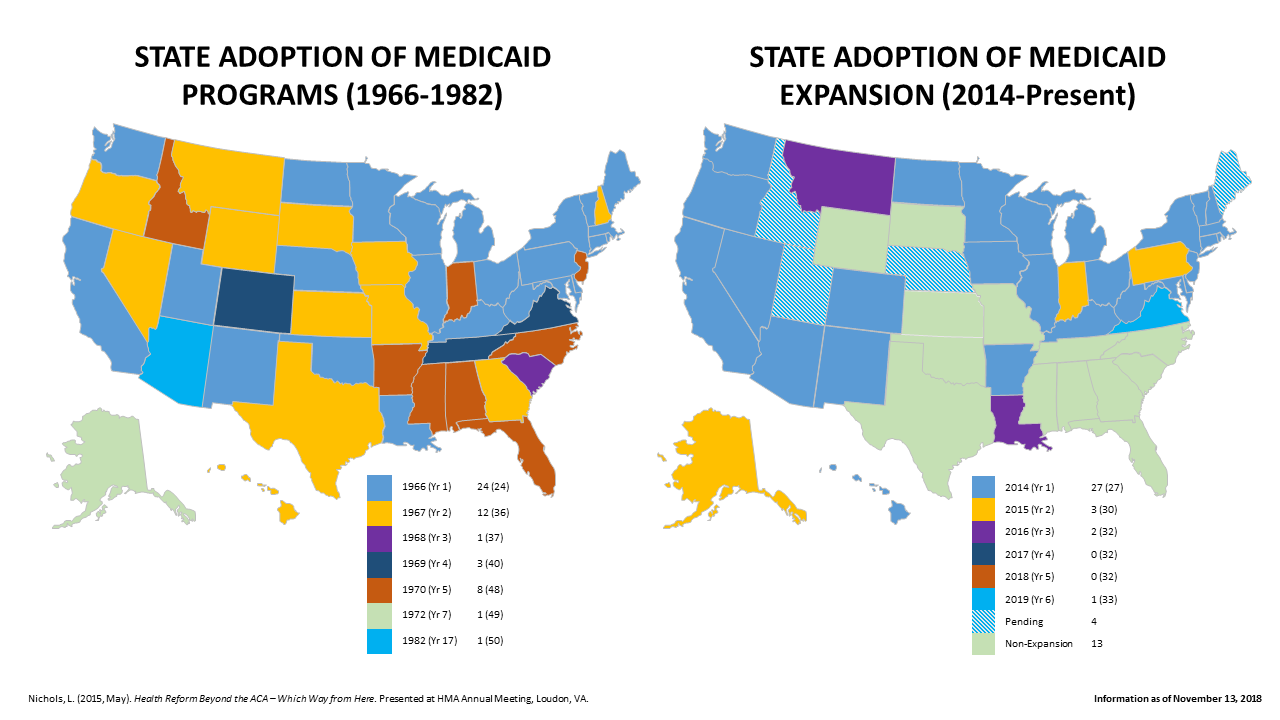 STATE ADOPTION OF MEDICAID
PROGRAMS (1966-1982)
1966 (Yr 1) 24 (24)
1967 (Yr 2) 12 (36)
1968 (Yr 3) 1 (37)
1969 (Yr 4) 3 (40)
1970 (Yr 5) 8 (48)
1972 (Yr 7) 1 (49)
1982 (Yr 17) 1 (50)
STATE ADOPTION OF MEDICAID
EXPANSION (2014-Present)
2014 (Yr 1) 27 (27)
2015 (Yr 2) 3 (30)
2016 (Yr 3) 2 (32)
2017 (Yr 4) 0 (32)
2018 (Yr 5) 0 (32)
2019 (Yr 6) 1 (33)
Pending 4
Non-Expansion 13
Nichols, L. (2015, May). Health Reform Beyond the ACA – Which Way from Here. Presented at HMA Annual Meeting, Loudon, VA.
Information as of November 13, 2018